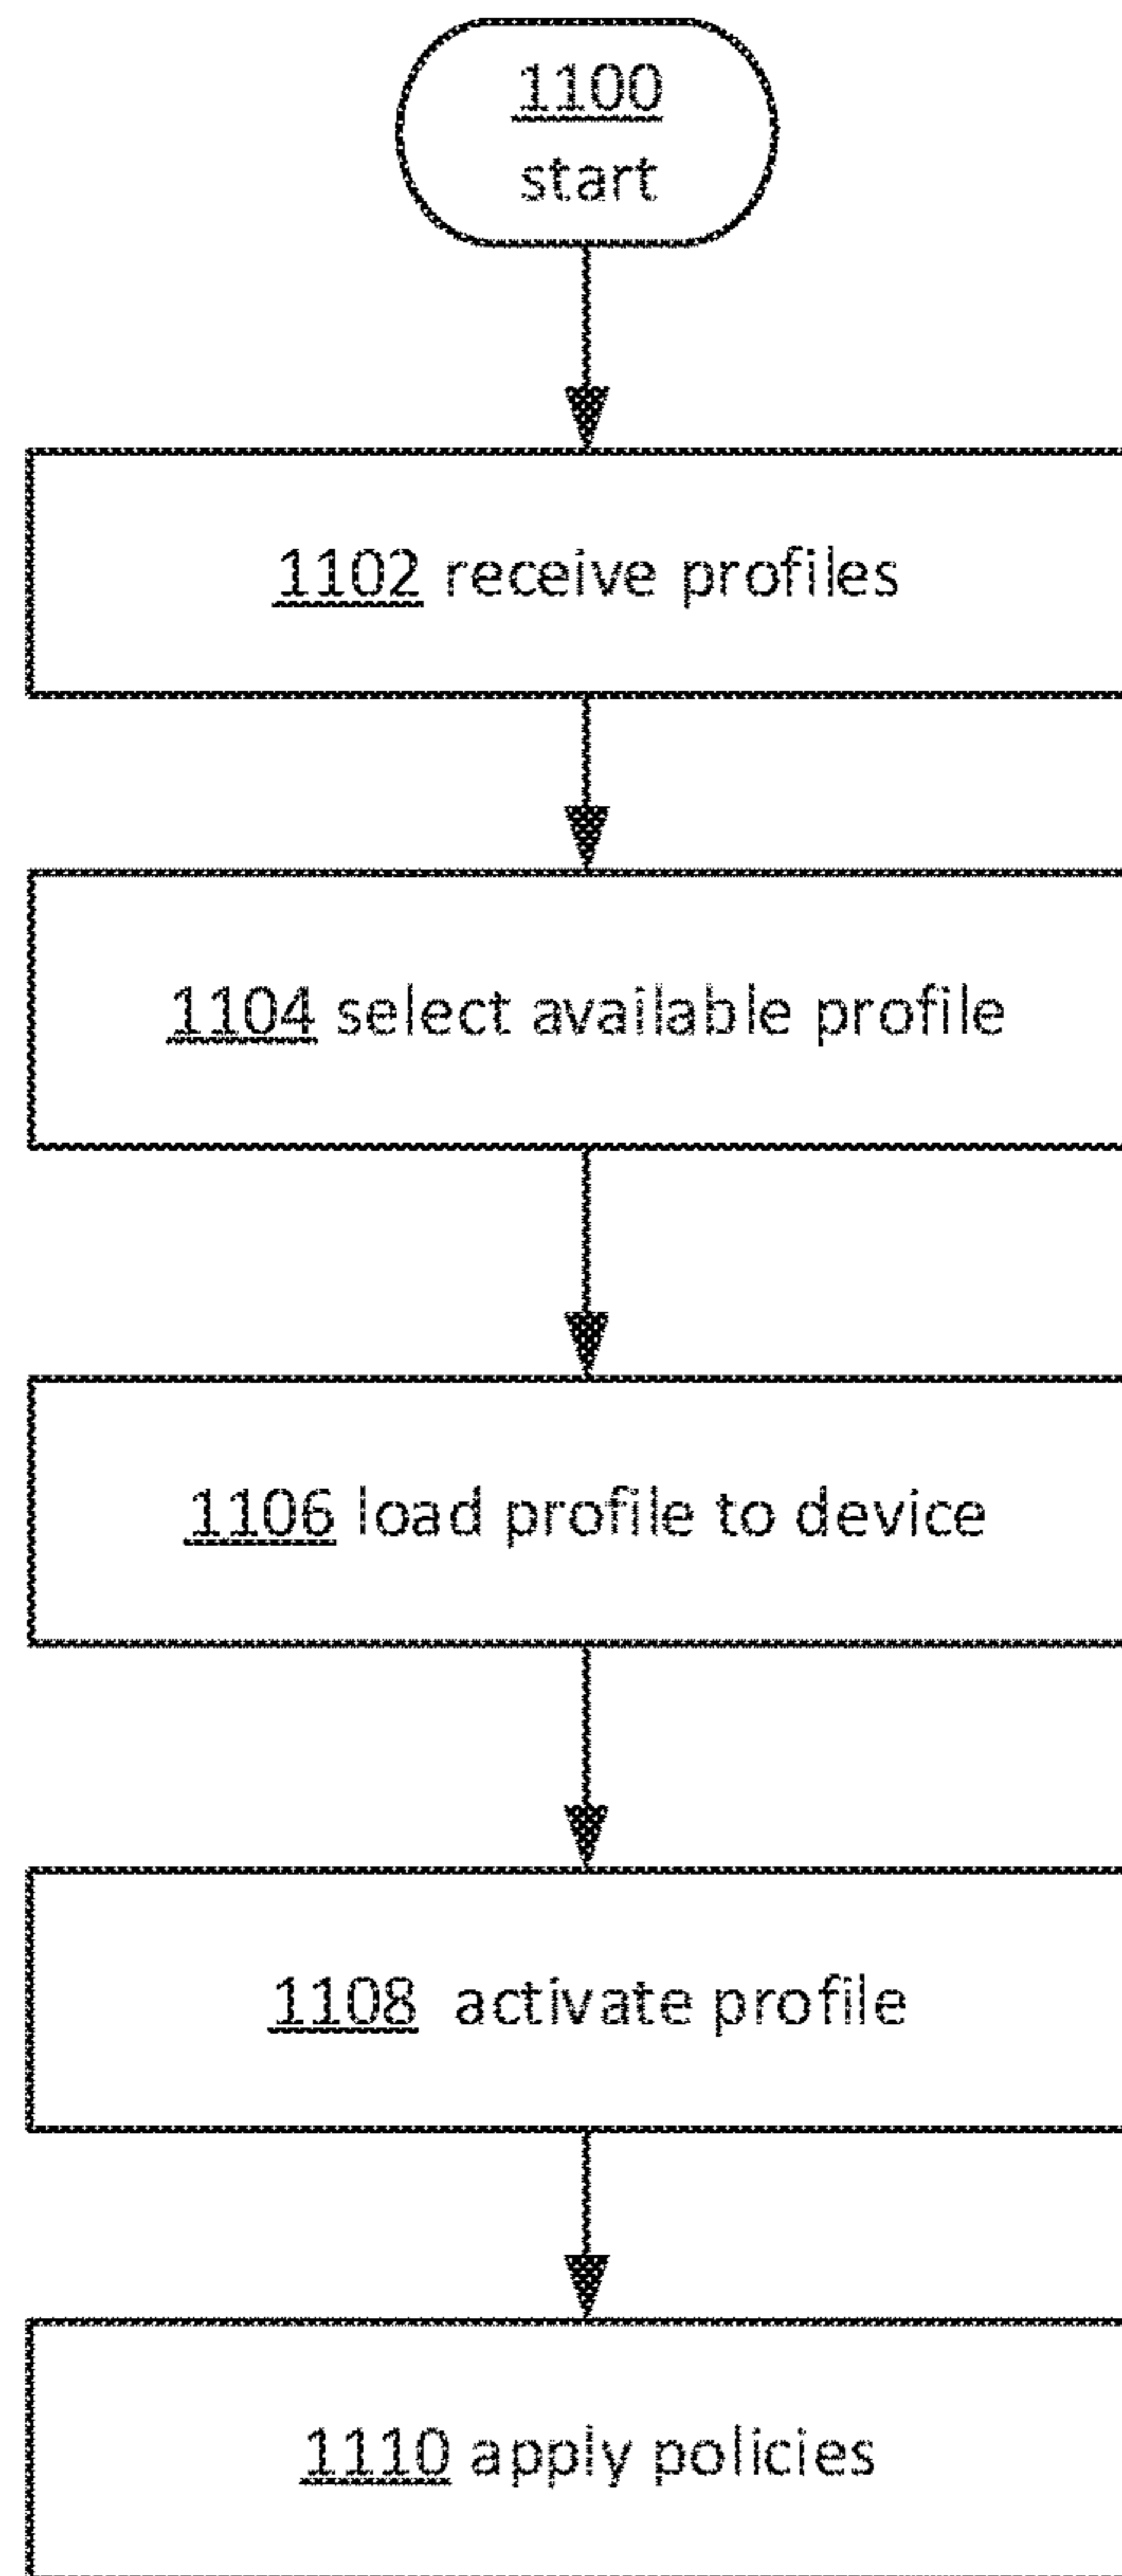 1100
start
1102 receive profiles
1104 select available profile
1106 load profile to device
1108 activate profile
1110 apply policies